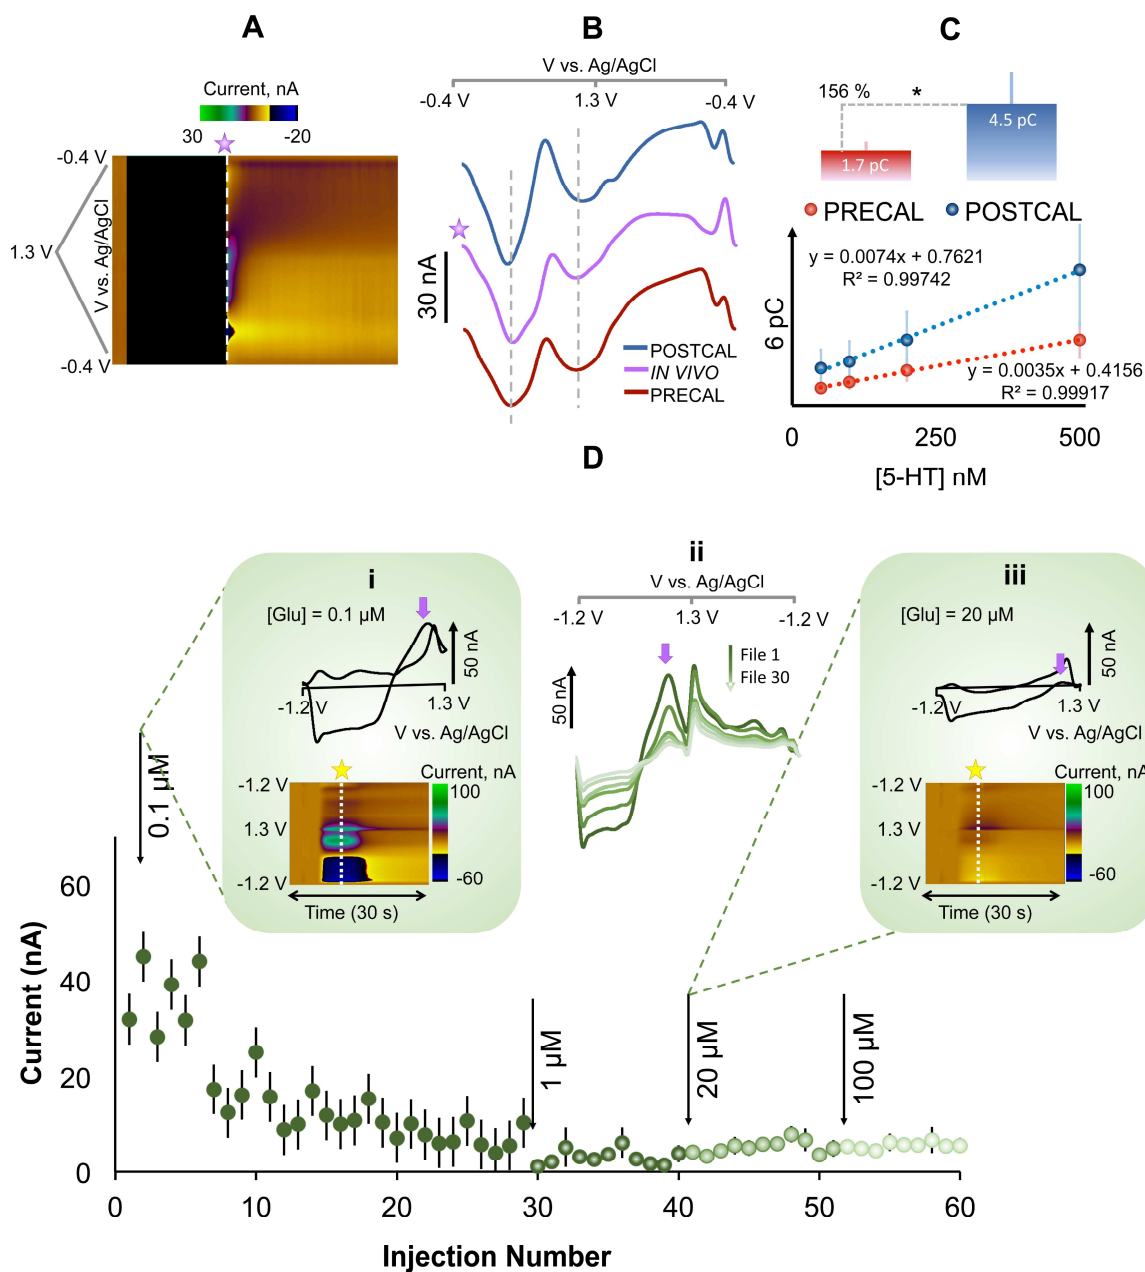 A
Current, nA
30
-20
-0.4 V
1.3 V
V vs. Ag/AgCl
-0.4 V
B
V vs. Ag/AgCl
-0.4 V
1.3 V
-0.4 V
30 nA
POSTCAL
IN VIVO
PRECAL
C
156 %
*
4.5 pC
1.7 pC
PRECAL
POSTCAL
y = 0.0074x + 0.7621
R² = 0.99742
6 pC
y = 0.0035x + 0.4156
R² = 0.99917
0
250
500
[5-HT] nM
D
i
[Glu] = 0.1 µM
50 nA
-1.2 V
1.3 V
V vs. Ag/AgCl
Current, nA
-1.2 V
100
1.3 V
-1.2 V
-60
Time (30 s)
ii
V vs. Ag/AgCl
-1.2 V
1.3 V
-1.2 V
File 1
File 30
50 nA
iii
[Glu] = 20 µM
50 nA
-1.2 V
1.3 V
V vs. Ag/AgCl
Current, nA
-1.2 V
100
1.3 V
-1.2 V
-60
Time (30 s)
0.1 µM
1 µM
20 µM
100 µM
Current (nA)
60
40
20
0
0
10
20
30
40
50
60
Injection Number